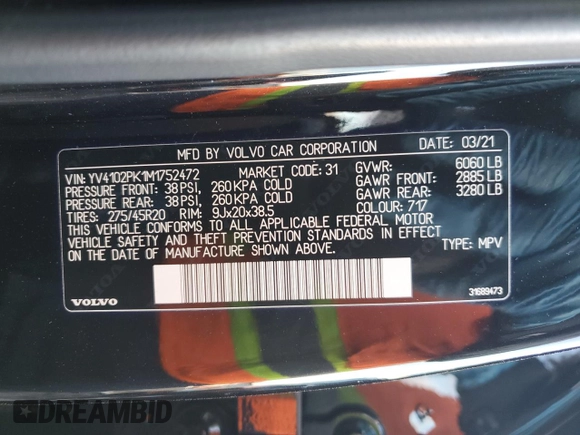 MFD BY VOLVO CAR CORPORATION DATE: 03/21
VIN: YV4102PK1M1752472 MARKET CODE: 31 GVWR: 6060 LB
PRESSURE FRONT: 38 PSI, 260 KPA COLD GAWR FRONT: 2885 LB
PRESSURE REAR: 38 PSI, 260 KPA COLD GAWR REAR: 3280 LB
TIRES: 275/45R20 RIM: 9Jx20x38.5 COLOUR: 717
THIS VEHICLE CONFORMS TO ALL APPLICABLE FEDERAL MOTOR
VEHICLE SAFETY AND THEFT PREVENTION STANDARDS IN EFFECT
ON THE DATE OF MANUFACTURE SHOWN ABOVE. TYPE: MPV
VOLVO 31689473
DREAMBID